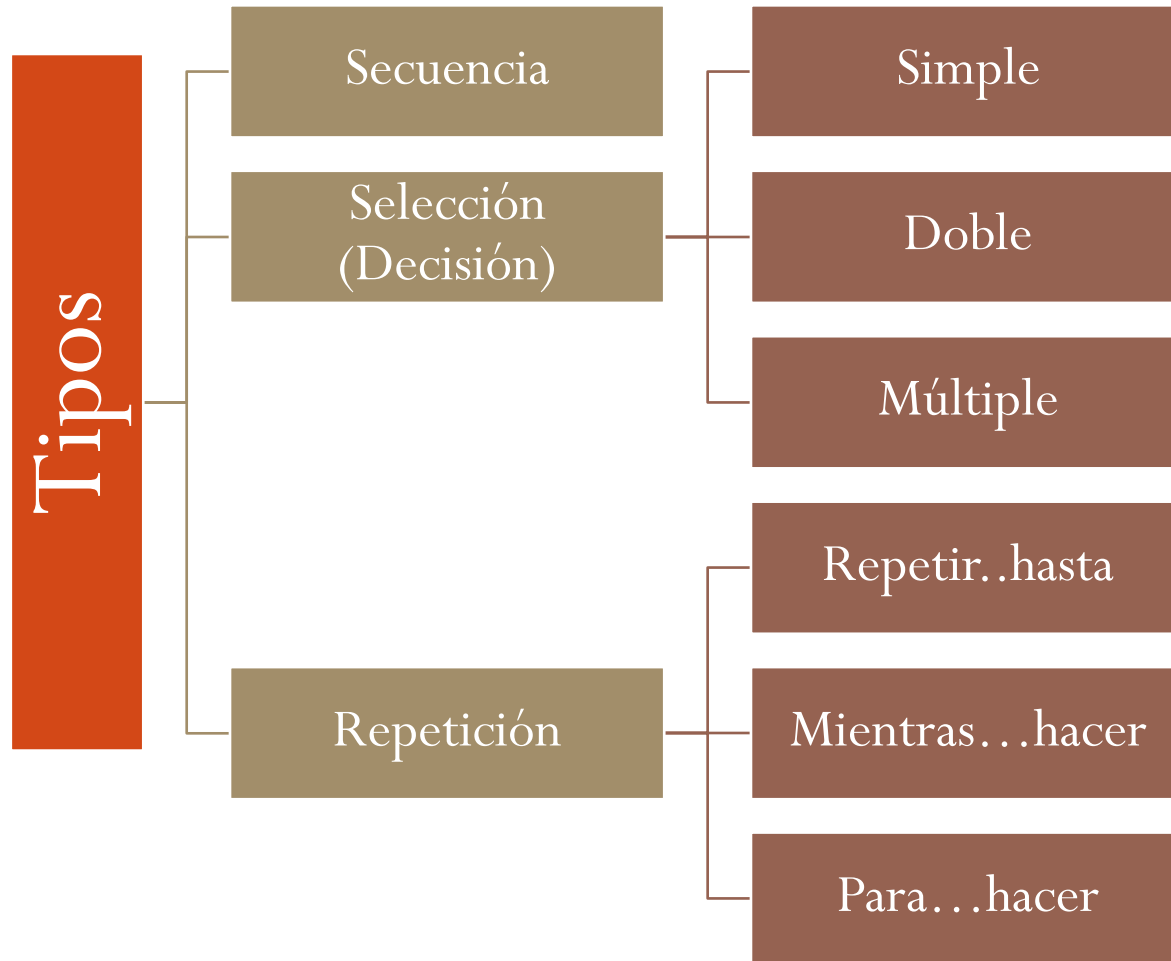 Tipos
Secuencia
Selección
(Decisión)
Simple
Doble
Múltiple
Repetición
Repetir..hasta
Mientras…hacer
Para…hacer